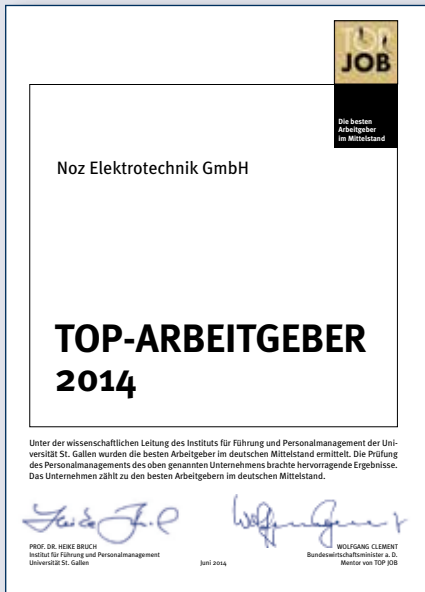 TOP
JOB
Die besten
Arbeitgeber
im Mittelstand
Noz Elektrotechnik GmbH
TOP-ARBEITGEBER
2014
Unter der wissenschaftlichen Leitung des Instituts für Führung und Personalmanagement der Uni-
versität St. Gallen wurden die besten Arbeitgeber im deutschen Mittelstand ermittelt. Die Prüfung
des Personalmanagements des oben genannten Unternehmens brachte hervorragende Ergebnisse.
Das Unternehmen zählt zu den besten Arbeitgebern im deutschen Mittelstand.
PROF. DR. HEIKE BRUCH
Institut für Führung und Personalmanagement
Universität St. Gallen
Juni 2014
WOLFGANG CLEMENT
Bundeswirtschaftsminister a. D.
Mentor von TOP JOB